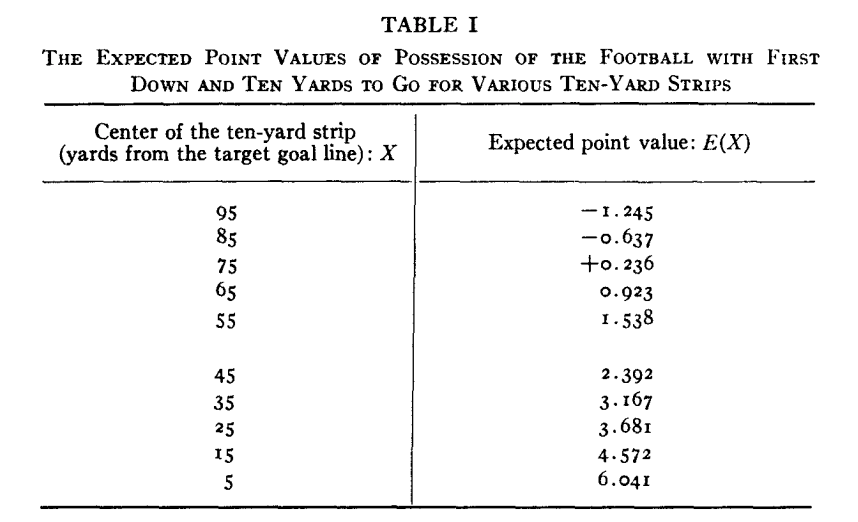 TABLE I
THE EXPECTED POINT VALUES OF POSSESSION OF THE FOOTBALL WITH FIRST
DOWN AND TEN YARDS TO GO FOR VARIOUS TEN-YARD STRIPS
Center of the ten-yard strip
(yards from the target goal line): X
Expected point value: E(X)
95 −1.245
85 −0.637
75 +0.236
65 0.923
55 1.538
45 2.392
35 3.167
25 3.681
15 4.572
5 6.041